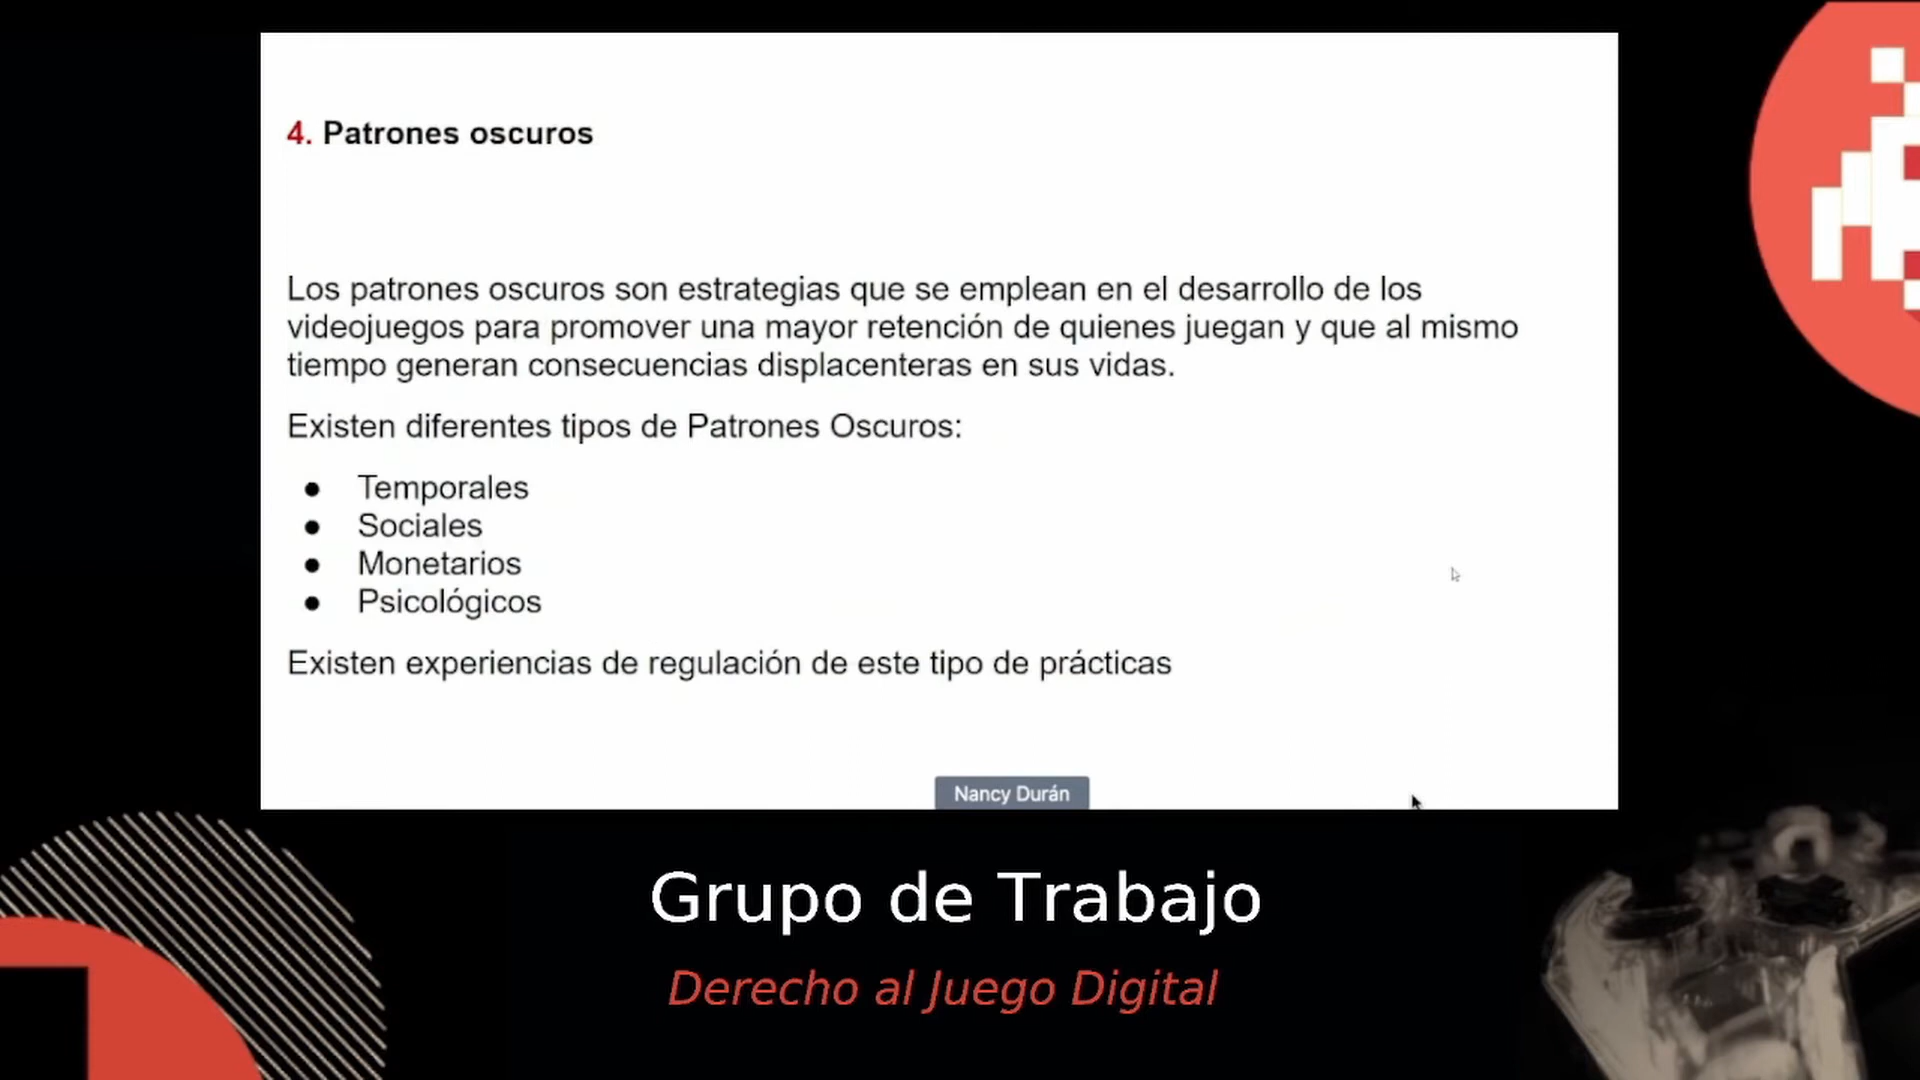 4. Patrones oscuros
Los patrones oscuros son estrategias que se emplean en el desarrollo de los
videojuegos para promover una mayor retención de quienes juegan y que al mismo
tiempo generan consecuencias displacenteras en sus vidas.
Existen diferentes tipos de Patrones Oscuros:
● Temporales
● Sociales
● Monetarios
● Psicológicos
Existen experiencias de regulación de este tipo de prácticas
Nancy Durán
Grupo de Trabajo
Derecho al Juego Digital